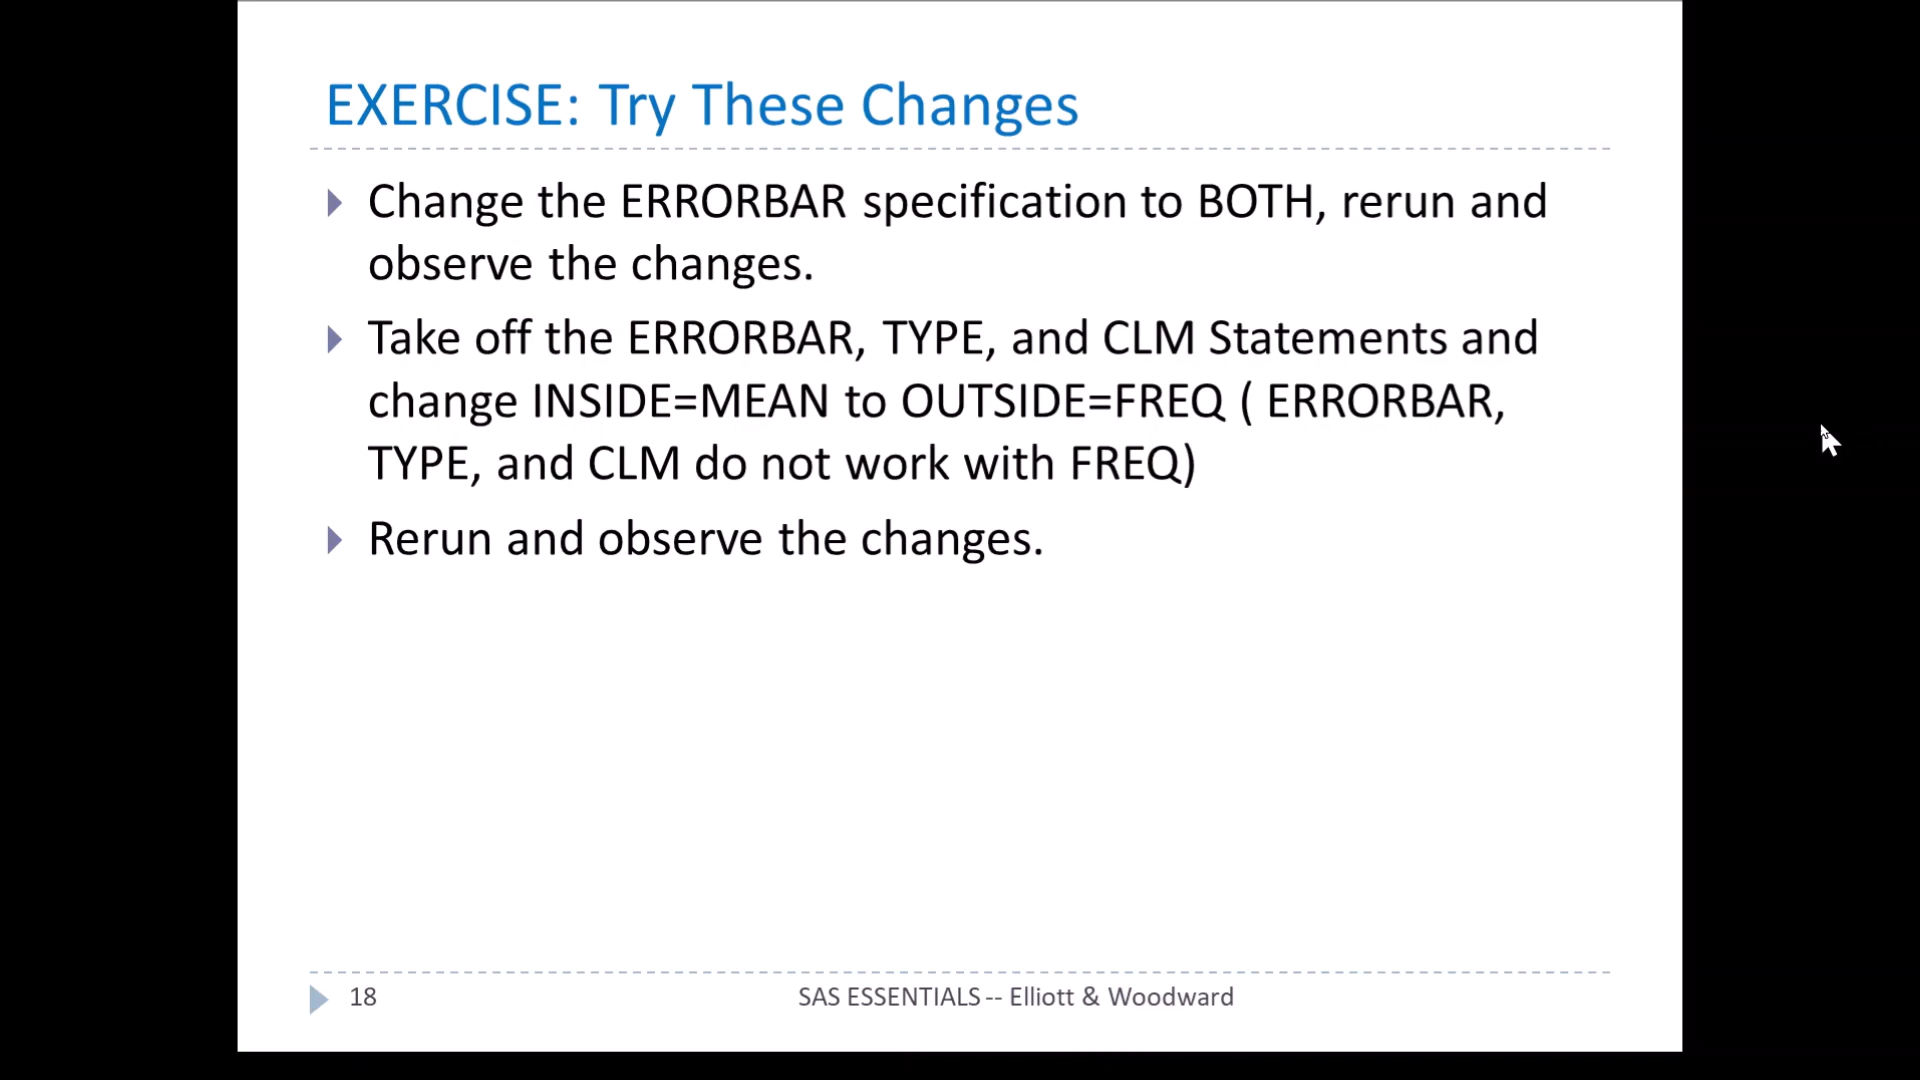 EXERCISE: Try These Changes
Change the ERRORBAR specification to BOTH, rerun and
observe the changes.
Take off the ERRORBAR, TYPE, and CLM Statements and
change INSIDE=MEAN to OUTSIDE=FREQ ( ERRORBAR,
TYPE, and CLM do not work with FREQ)
Rerun and observe the changes.
18
SAS ESSENTIALS -- Elliott & Woodward